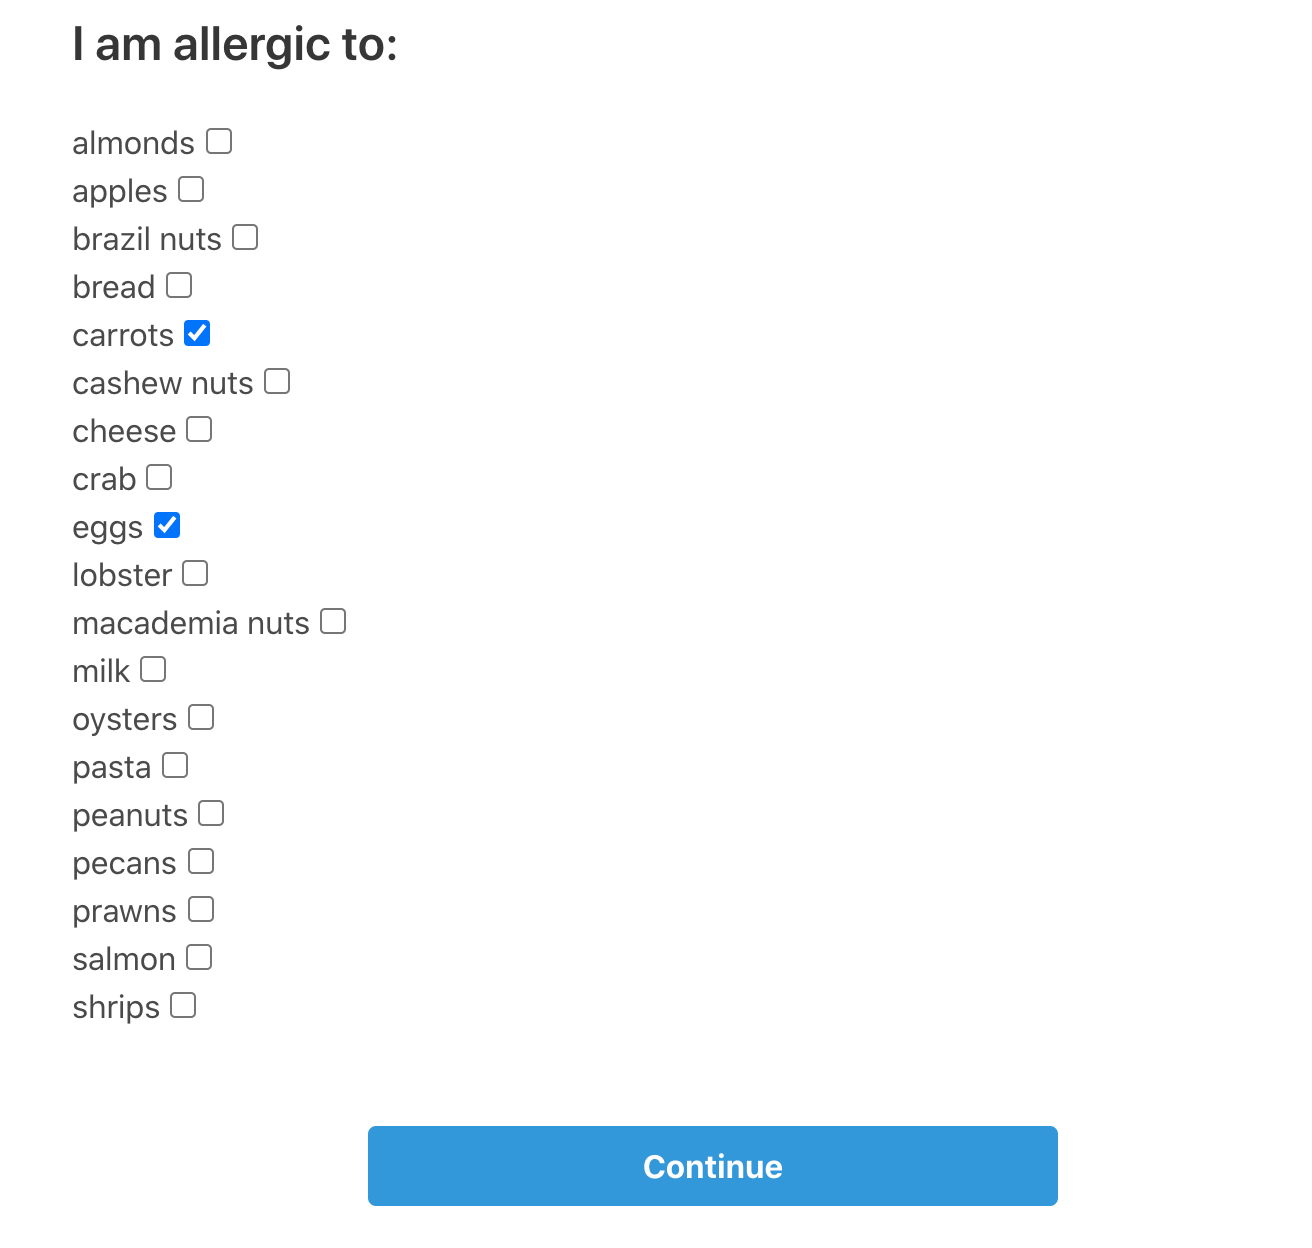 I am allergic to:
almonds
apples
brazil nuts
bread
carrots
cashew nuts
cheese
crab
eggs
lobster
macademia nuts
milk
oysters
pasta
peanuts
pecans
prawns
salmon
shrips
Continue